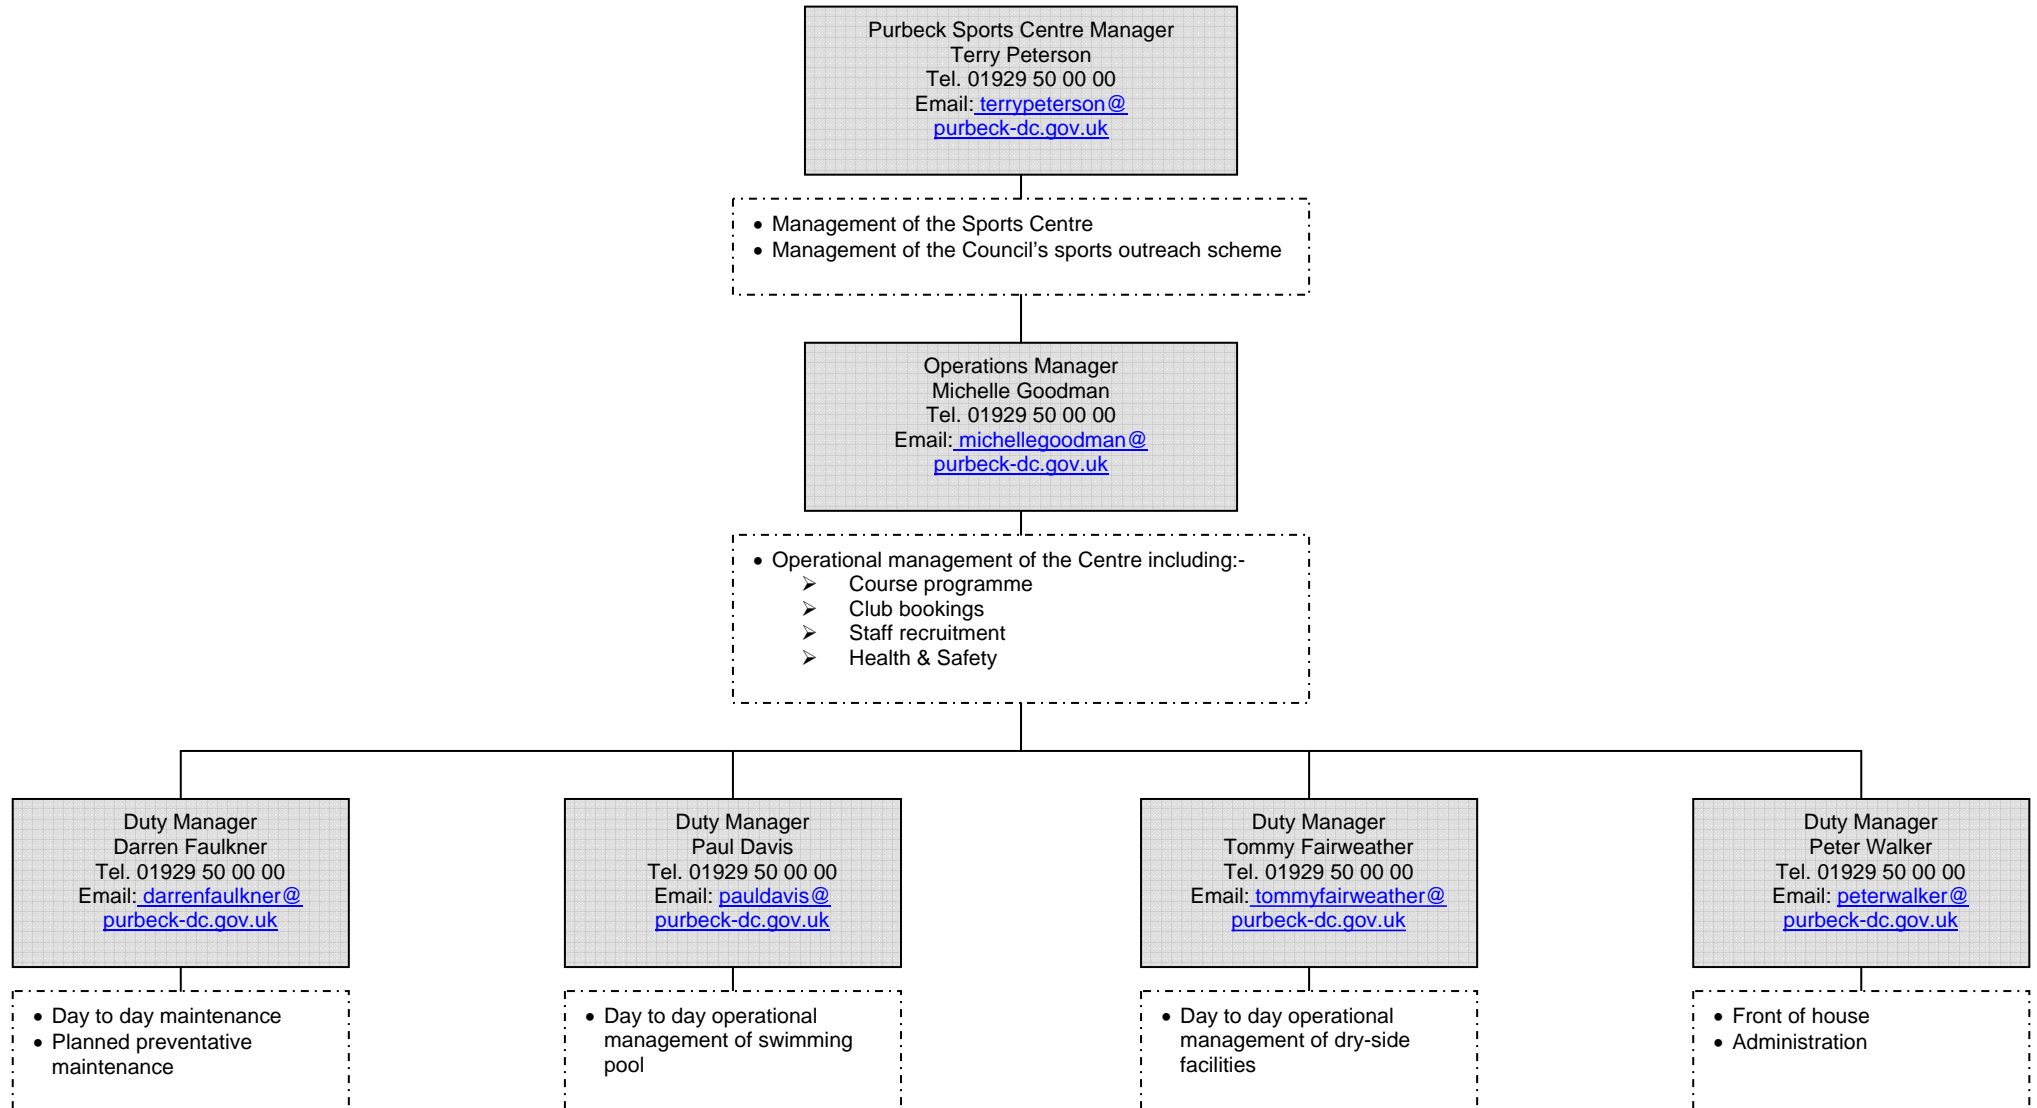 Purbeck Sports Centre Manager
Terry Peterson
Tel. 01929 50 00 00
Email: terrypeterson@
purbeck-dc.gov.uk
• Management of the Sports Centre
• Management of the Council’s sports outreach scheme
Operations Manager
Michelle Goodman
Tel. 01929 50 00 00
Email: michellegoodman@
purbeck-dc.gov.uk
• Operational management of the Centre including:-
➢ Course programme
➢ Club bookings
➢ Staff recruitment
➢ Health & Safety
Duty Manager
Darren Faulkner
Tel. 01929 50 00 00
Email: darrenfaulkner@
purbeck-dc.gov.uk
• Day to day maintenance
• Planned preventative
maintenance
Duty Manager
Paul Davis
Tel. 01929 50 00 00
Email: pauldavis@
purbeck-dc.gov.uk
• Day to day operational
management of swimming
pool
Duty Manager
Tommy Fairweather
Tel. 01929 50 00 00
Email: tommyfairweather@
purbeck-dc.gov.uk
• Day to day operational
management of dry-side
facilities
Duty Manager
Peter Walker
Tel. 01929 50 00 00
Email: peterwalker@
purbeck-dc.gov.uk
• Front of house
• Administration